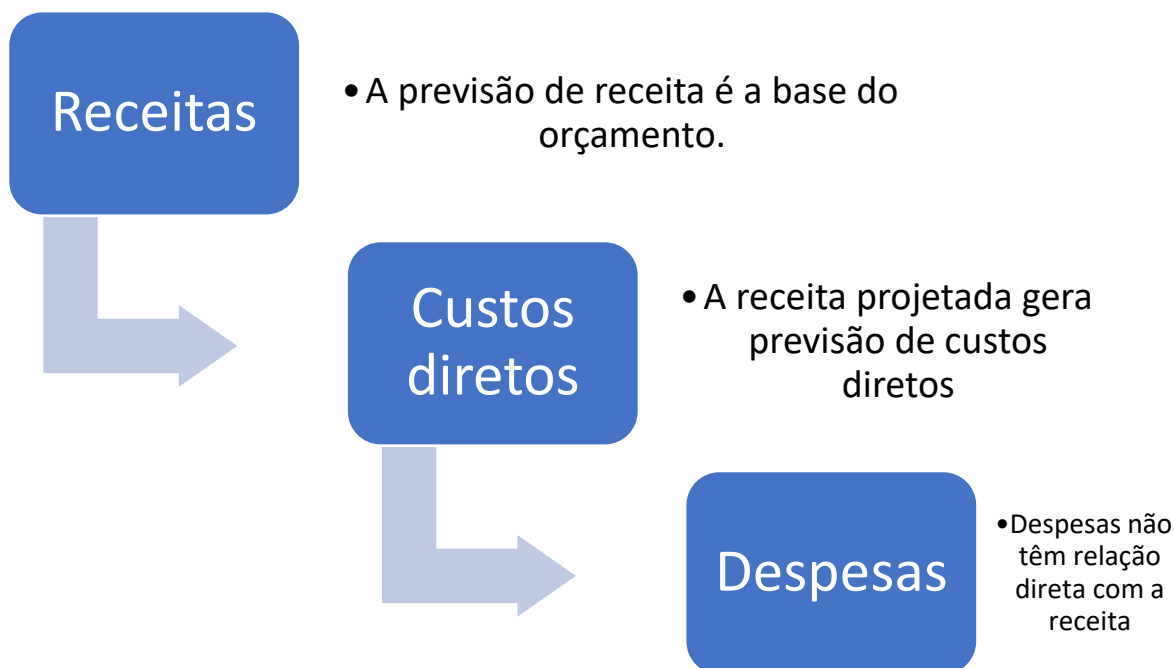 Receitas
• A previsão de receita é a base do
orçamento.
Custos
diretos
• A receita projetada gera
previsão de custos
diretos
Despesas
•Despesas não
têm relação
direta com a
receita